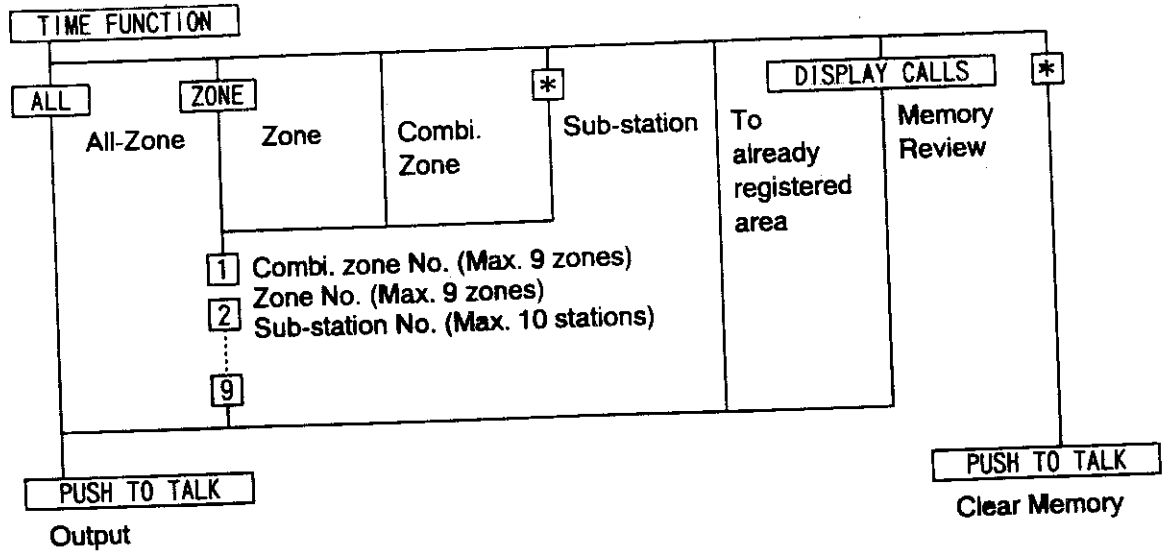 TIME FUNCTION
ALL
ZONE
*
DISPLAY CALLS
*
All-Zone
Zone
Combi.
Zone
Sub-station
To
already
registered
area
Memory
Review
1
Combi. zone No. (Max. 9 zones)
Zone No. (Max. 9 zones)
2
Sub-station No. (Max. 10 stations)
9
PUSH TO TALK
Output
PUSH TO TALK
Clear Memory